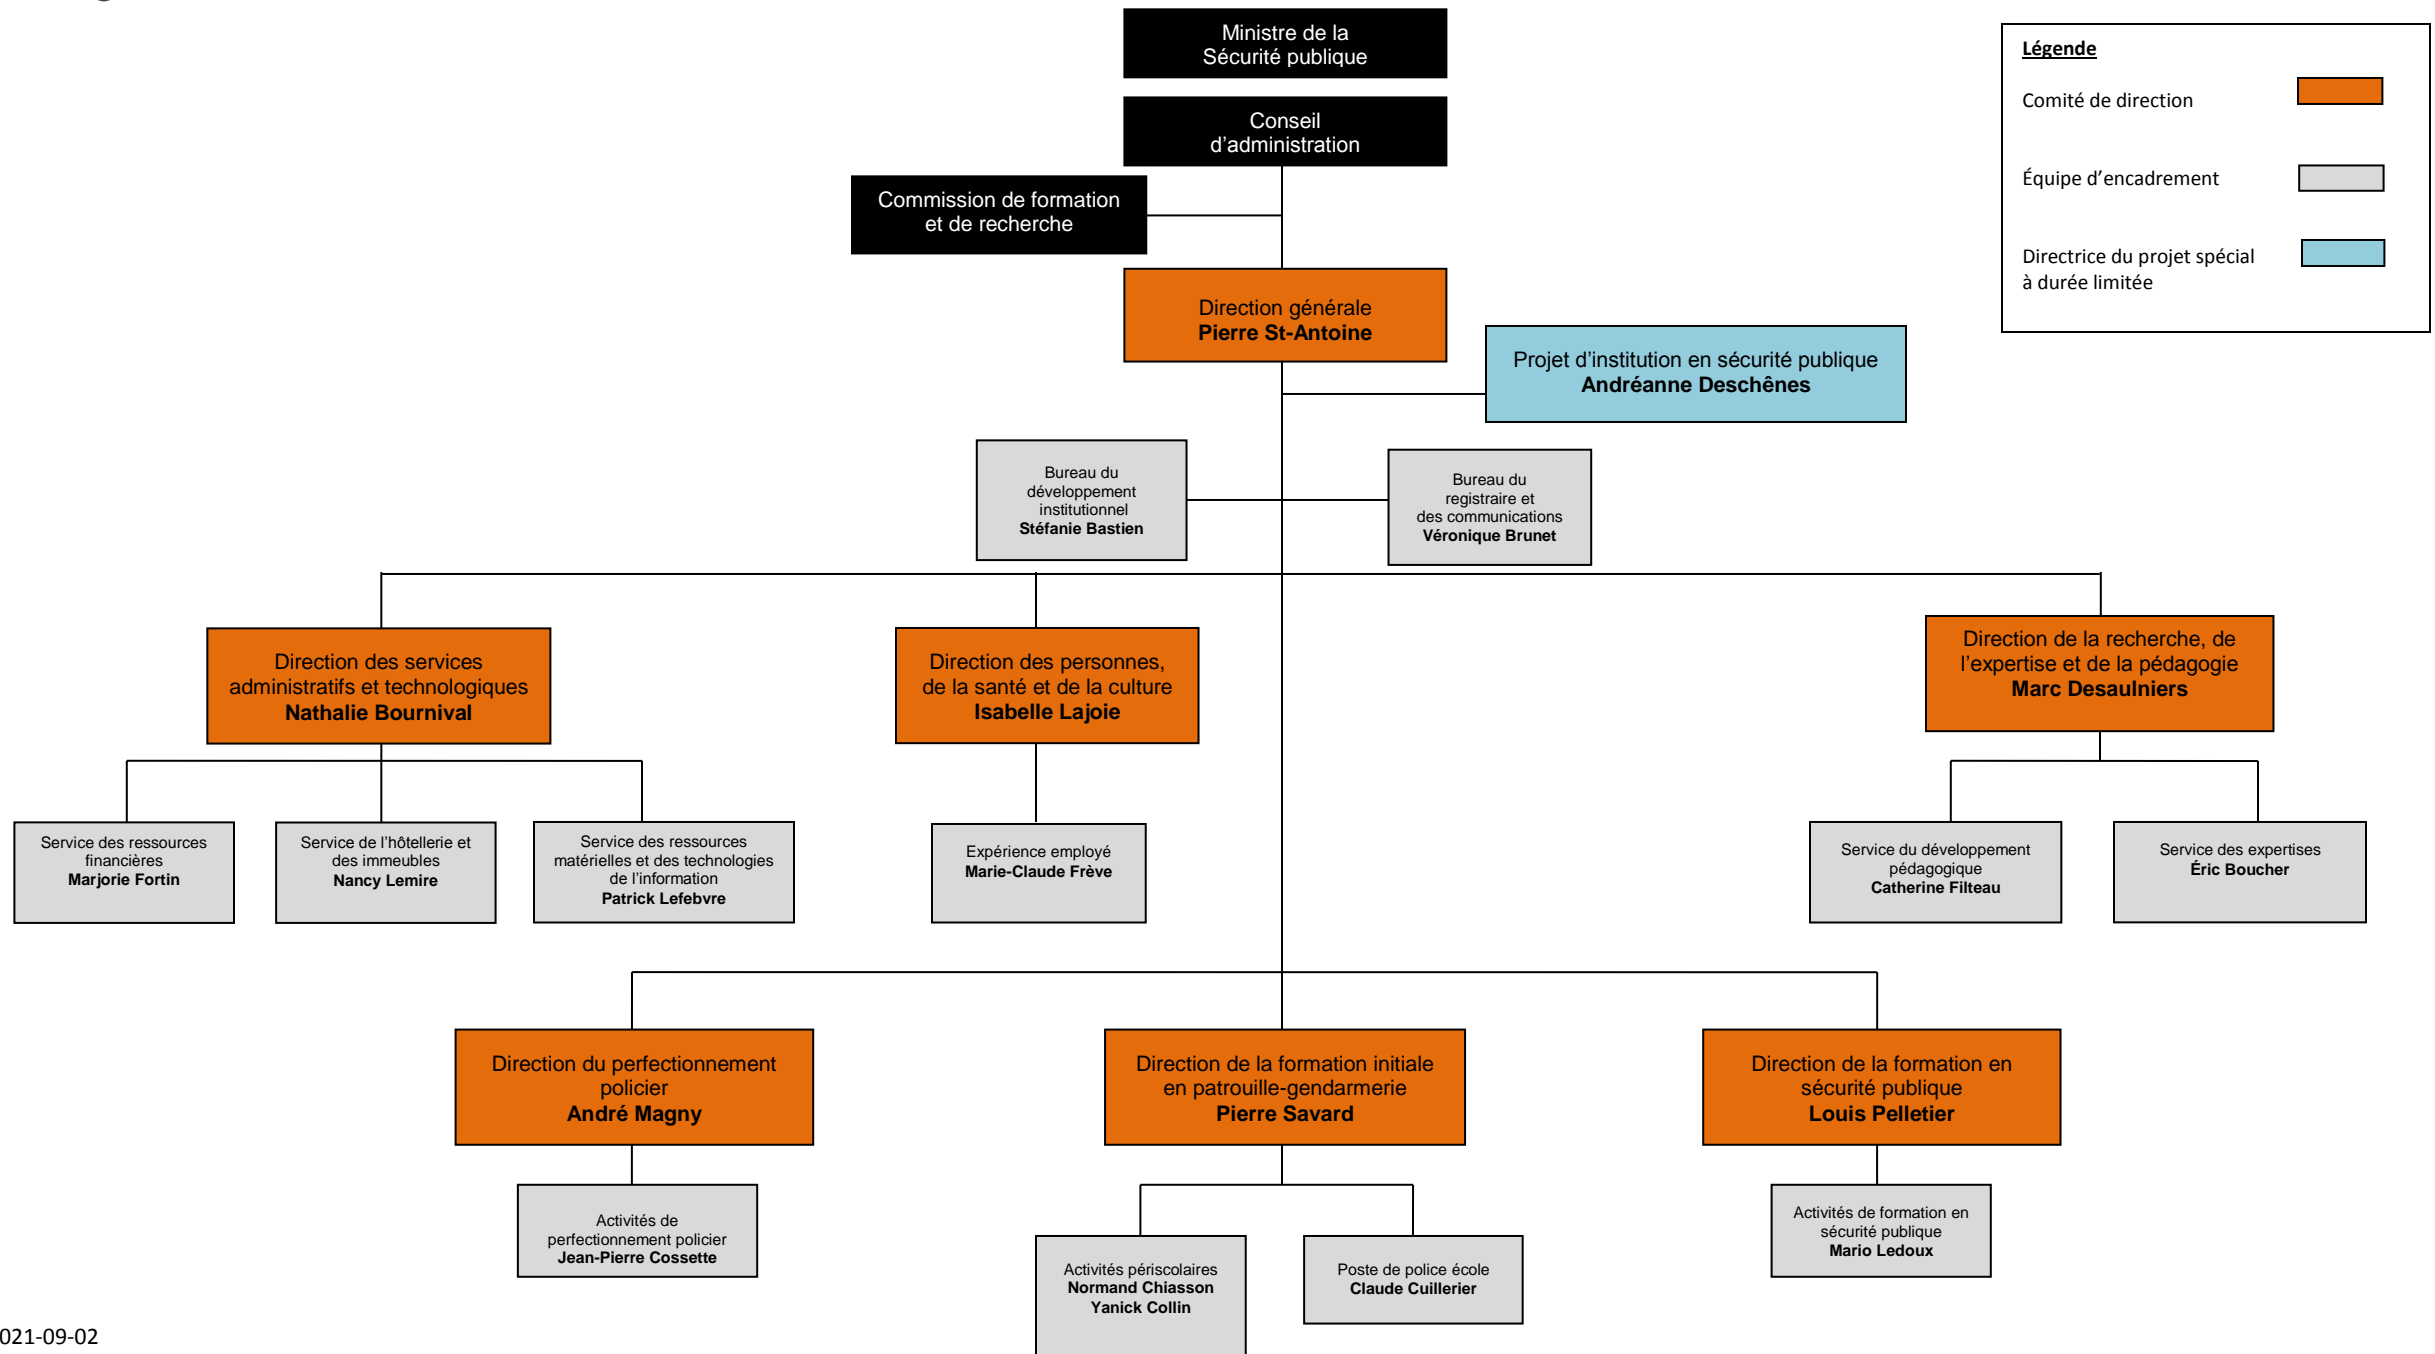 Ministre de la
Sécurité publique
Légende
Comité de direction
Équipe d'encadrement
Directrice du projet spécial
à durée limitée
Conseil
d'administration
Commission de formation
et de recherche
Direction générale
Pierre St-Antoine
Projet d'institution en sécurité publique
Andréanne Deschênes
Bureau du
développement
institutionnel
Stéfanie Bastien
Bureau du
registraire et
des communications
Véronique Brunet
Direction des services
administratifs et technologiques
Nathalie Bournival
Direction des personnes,
de la santé et de la culture
Isabelle Lajoie
Direction de la recherche, de
l'expertise et de la pédagogie
Marc Desaulniers
Service des ressources
financières
Marjorie Fortin
Service de l'hôtellerie et
des immeubles
Nancy Lemire
Service des ressources
matérielles et des technologies
de l'information
Patrick Lefebvre
Expérience employé
Marie-Claude Frève
Service du développement
pédagogique
Catherine Filteau
Service des expertises
Éric Boucher
Direction du perfectionnement
policier
André Magny
Direction de la formation initiale
en patrouille-gendarmerie
Pierre Savard
Direction de la formation en
sécurité publique
Louis Pelletier
Activités de
perfectionnement policier
Jean-Pierre Cossette
Activités périscolaires
Normand Chiasson
Yanick Collin
Poste de police école
Claude Cuillerier
Activités de formation en
sécurité publique
Mario Ledoux
021-09-02